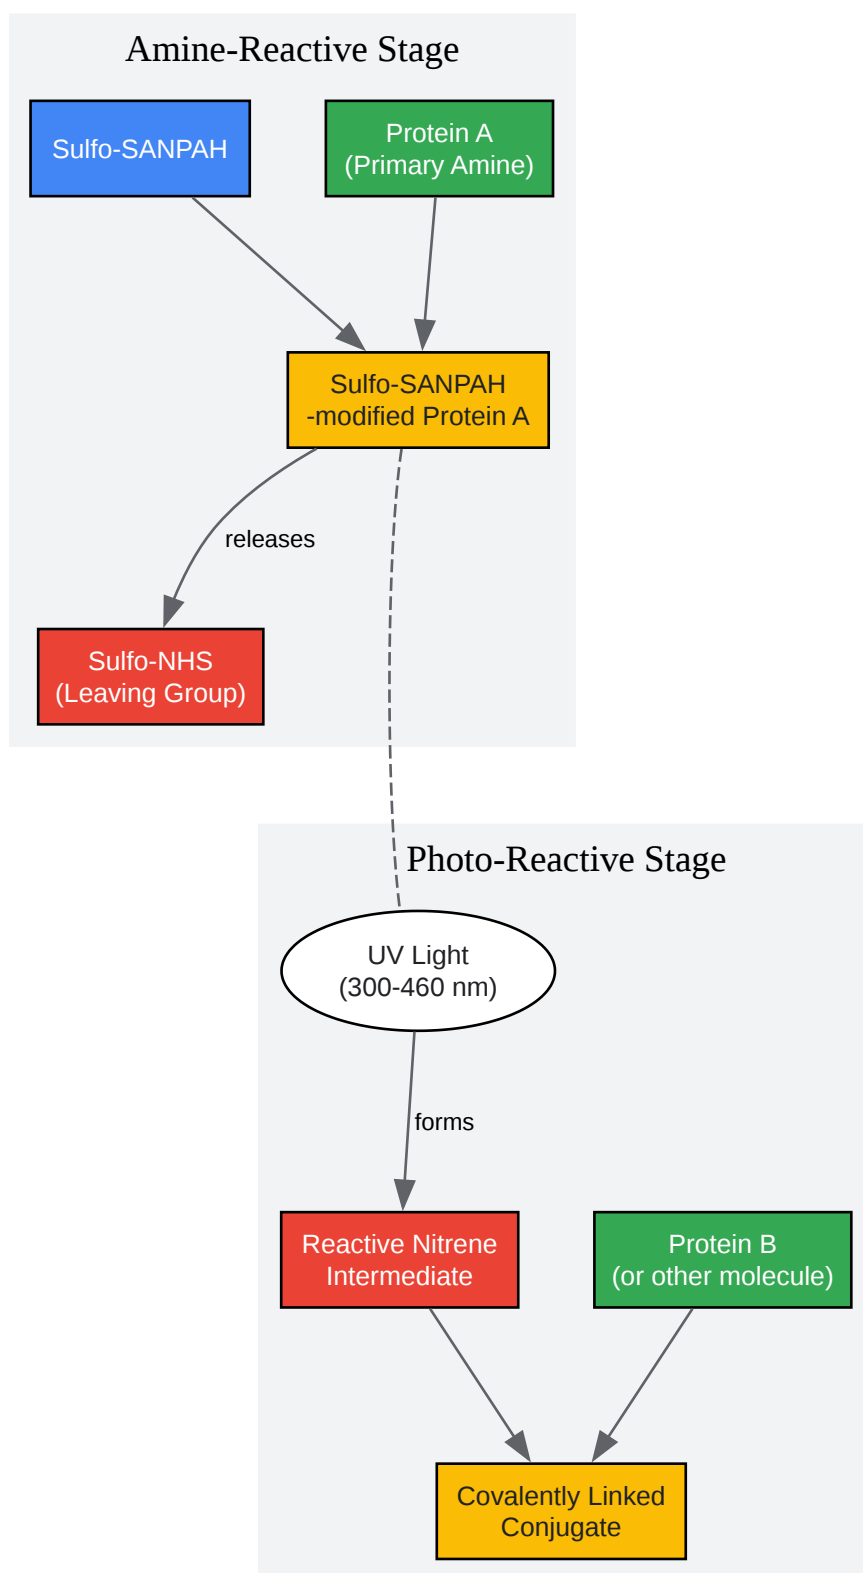 Amine-Reactive Stage
Sulfo-SANPAH
Protein A
(Primary Amine)
Sulfo-SANPAH
-modified Protein A
releases
Sulfo-NHS
(Leaving Group)
Photo-Reactive Stage
UV Light
(300-460 nm)
forms
Reactive Nitrene
Intermediate
Protein B
(or other molecule)
Covalently Linked
Conjugate